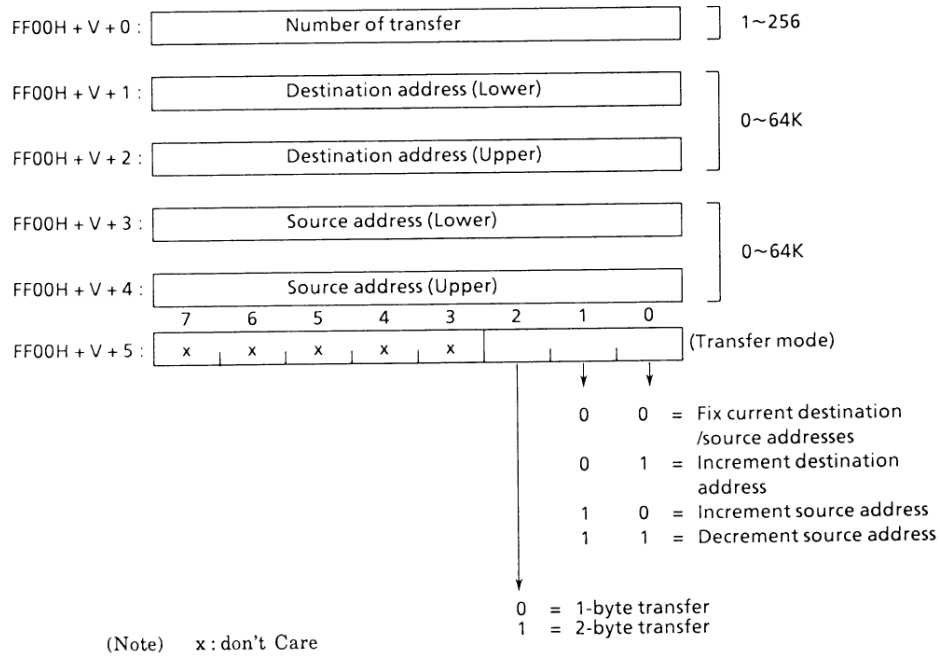 FF00H + V + 0 : Number of transfer 1~256
FF00H + V + 1 : Destination address (Lower)
0~64K
FF00H + V + 2 : Destination address (Upper)
FF00H + V + 3 : Source address (Lower)
0~64K
FF00H + V + 4 : Source address (Upper)
7 6 5 4 3 2 1 0
FF00H + V + 5 : x x x x x (Transfer mode)
0 0 = Fix current destination
/source addresses
0 1 = Increment destination
address
1 0 = Increment source address
1 1 = Decrement source address
0 = 1-byte transfer
1 = 2-byte transfer
(Note) x : don't Care